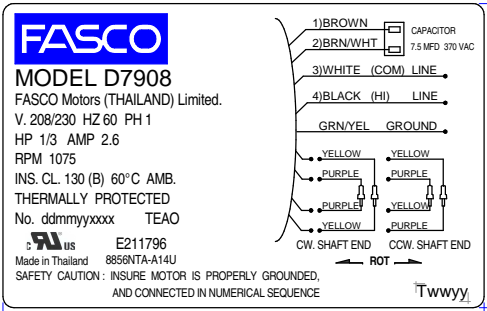 FASCO
MODEL D7908
FASCO Motors (THAILAND) Limited.
V. 208/230 HZ 60 PH 1
HP 1/3 AMP 2.6
RPM 1075
INS. CL. 130 (B) 60°C AMB.
THERMALLY PROTECTED
No. ddmmyyxxxx TEAO
c RU US E211796
Made in Thailand 8856NTA-A14U
SAFETY CAUTION : INSURE MOTOR IS PROPERLY GROUNDED,
AND CONNECTED IN NUMERICAL SEQUENCE
1)BROWN
2)BRN/WHT
CAPACITOR
7.5 MFD 370 VAC
3)WHITE (COM) LINE
4)BLACK (HI) LINE
GRN/YEL GROUND
YELLOW YELLOW
PURPLE PURPLE
PURPLE YELLOW
YELLOW PURPLE
CW. SHAFT END CCW. SHAFT END
ROT
Twwyy